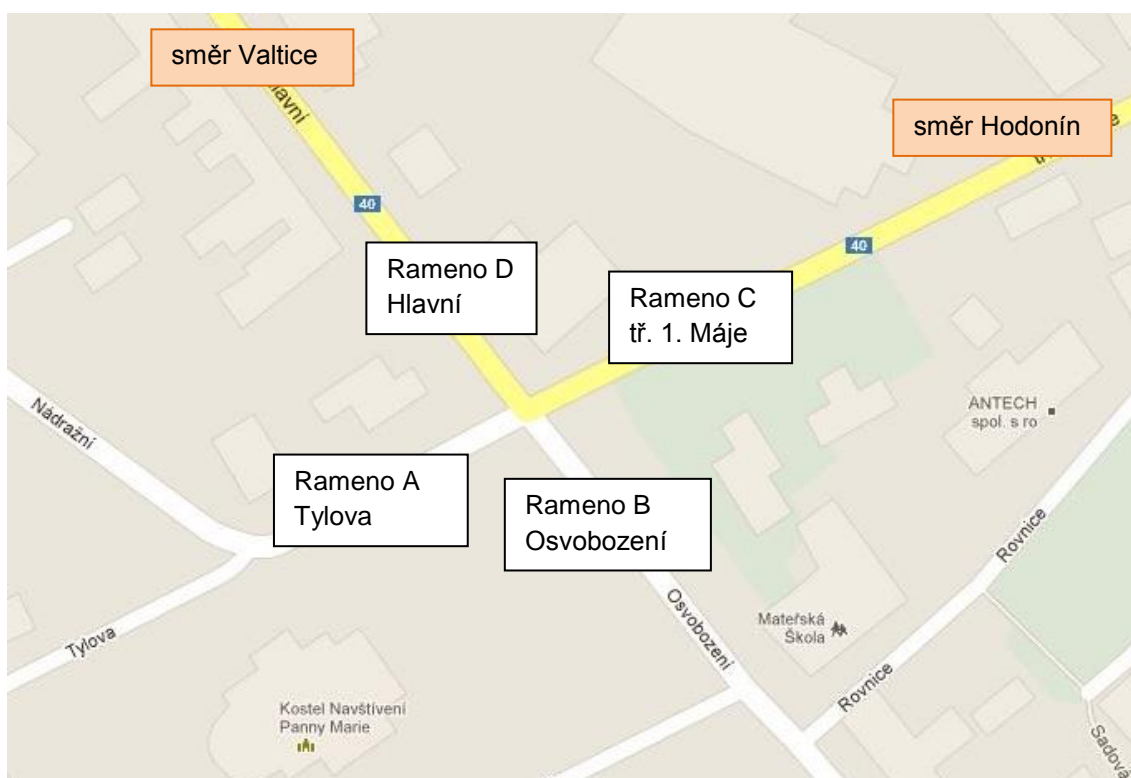 směr Valtice
Hlavní
směr Hodonín
40
40
Rameno D
Hlavní
Rameno C
tř. 1. Máje
Nádražní
ANTECH
spol. s ro
Rameno A
Tylova
Rameno B
Osvobození
Rovnice
Osvobození
Mateřská
Škola
Tylova
Rovnice
Kostel Navštívení
Panny Marie
Sadová